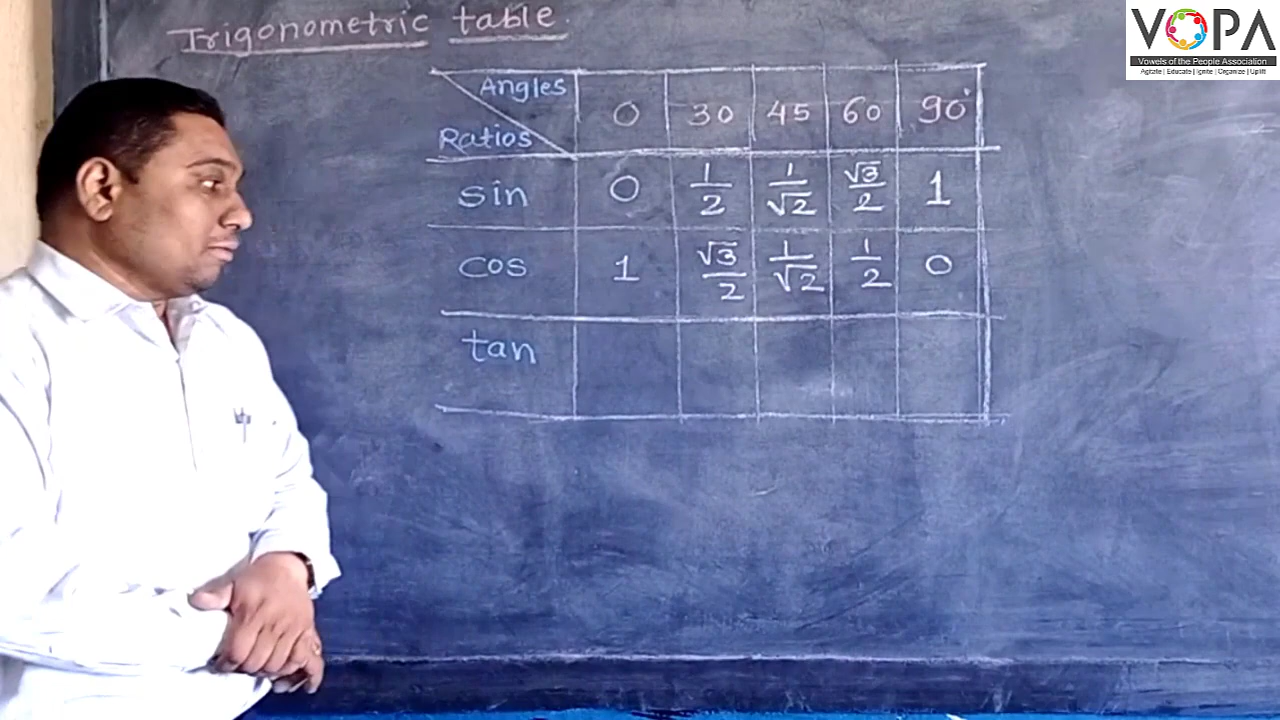 Trigonometric table.
VOPA
Vowels of the People Association
Agitate | Educate | Ignite | Organize | Uplift
Angles 0 30 45 60 90°
Ratios
sin 0 1/2 1/√2 √3/2 1
cos 1 √3/2 1/√2 1/2 0
tan